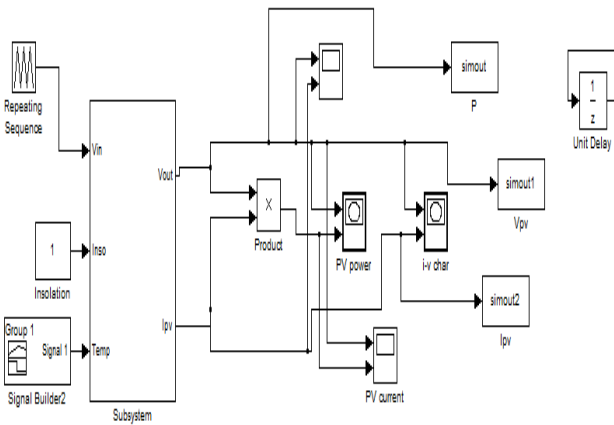 simout
P
Repeating
Sequence
1
z
Unit Delay
Vin
Vout
simout1
Vpv
X
Product
PV power
i-v char
1
Insolation
Inso
simout2
Ipv
Ipv
Group 1
Signal 1
Temp
Signal Builder2
PV current
Subsystem